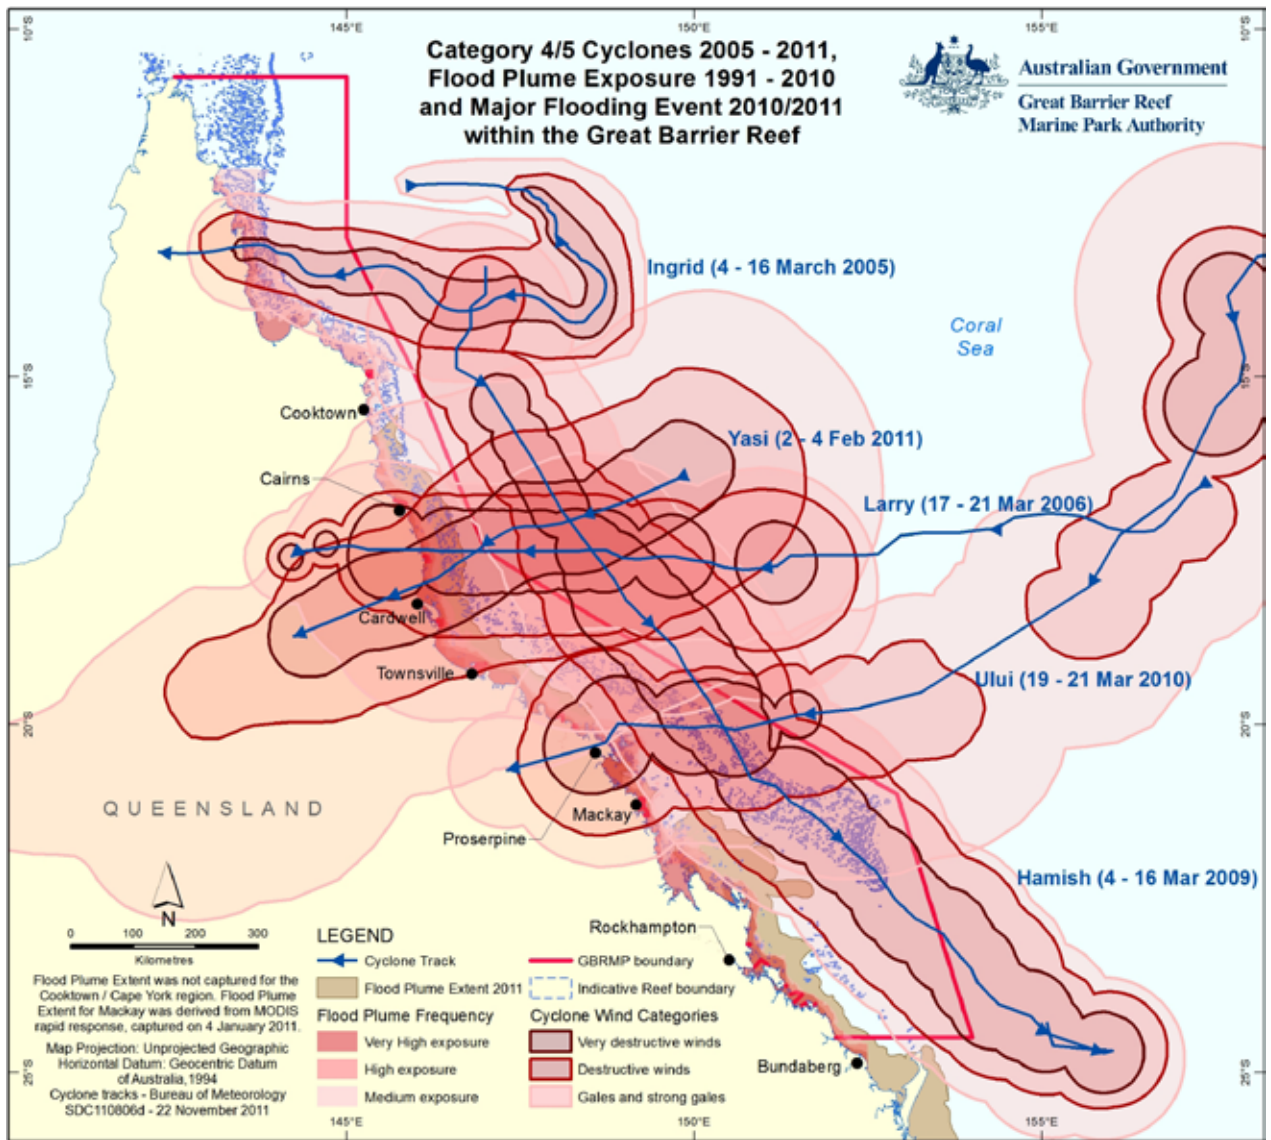 145°E
150°E
155°E
10°S
10°S
Category 4/5 Cyclones 2005 - 2011,
Flood Plume Exposure 1991 - 2010
and Major Flooding Event 2010/2011
within the Great Barrier Reef
Australian Government
Great Barrier Reef
Marine Park Authority
Ingrid (4 - 16 March 2005)
Coral
Sea
15°S
15°S
Cooktown
Yasi (2 - 4 Feb 2011)
Cairns
Larry (17 - 21 Mar 2006)
Cardwell
Townsville
Ului (19 - 21 Mar 2010)
20°S
20°S
QUEENSLAND
Mackay
Proserpine
Hamish (4 - 16 Mar 2009)
N
0 100 200 300
Kilometres
Rockhampton
Flood Plume Extent was not captured for the
Cooktown / Cape York region. Flood Plume
Extent for Mackay was derived from MODIS
rapid response, captured on 4 January 2011.
Map Projection: Unprojected Geographic
Horizontal Datum: Geocentric Datum
of Australia,1994
Cyclone tracks - Bureau of Meteorology
SDC110806d - 22 November 2011
LEGEND
Cyclone Track
GBRMP boundary
Flood Plume Extent 2011
Indicative Reef boundary
Flood Plume Frequency
Very High exposure
High exposure
Medium exposure
Cyclone Wind Categories
Very destructive winds
Destructive winds
Gales and strong gales
Bundaberg
25°S
25°S
145°E
150°E
155°E